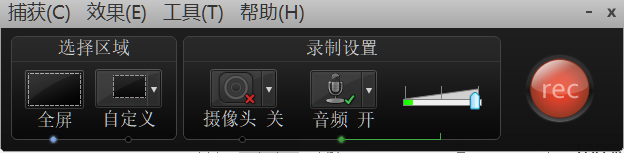 捕获(C) 效果(E) 工具(T) 帮助(H)
选择区域
录制设置
全屏
自定义
摄像头 关
音频 开
rec